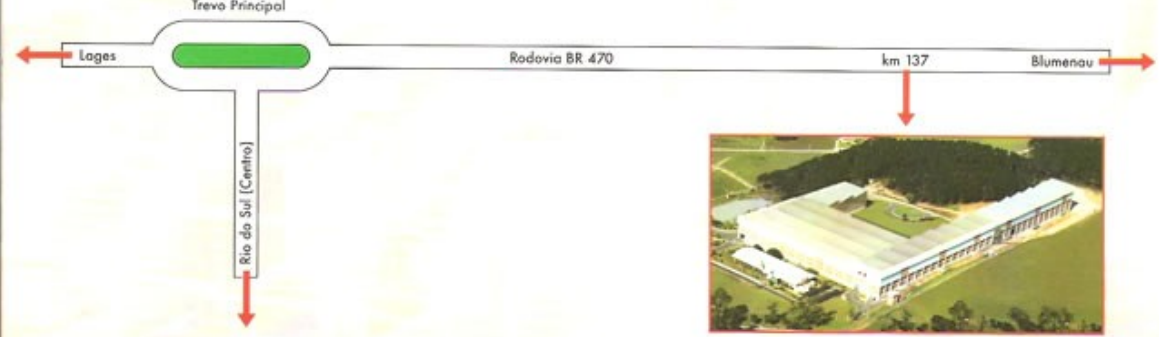 Trevo Principal
Lages
Rodovia BR 470
km 137
Blumenau
Rio do Sul (Centro)